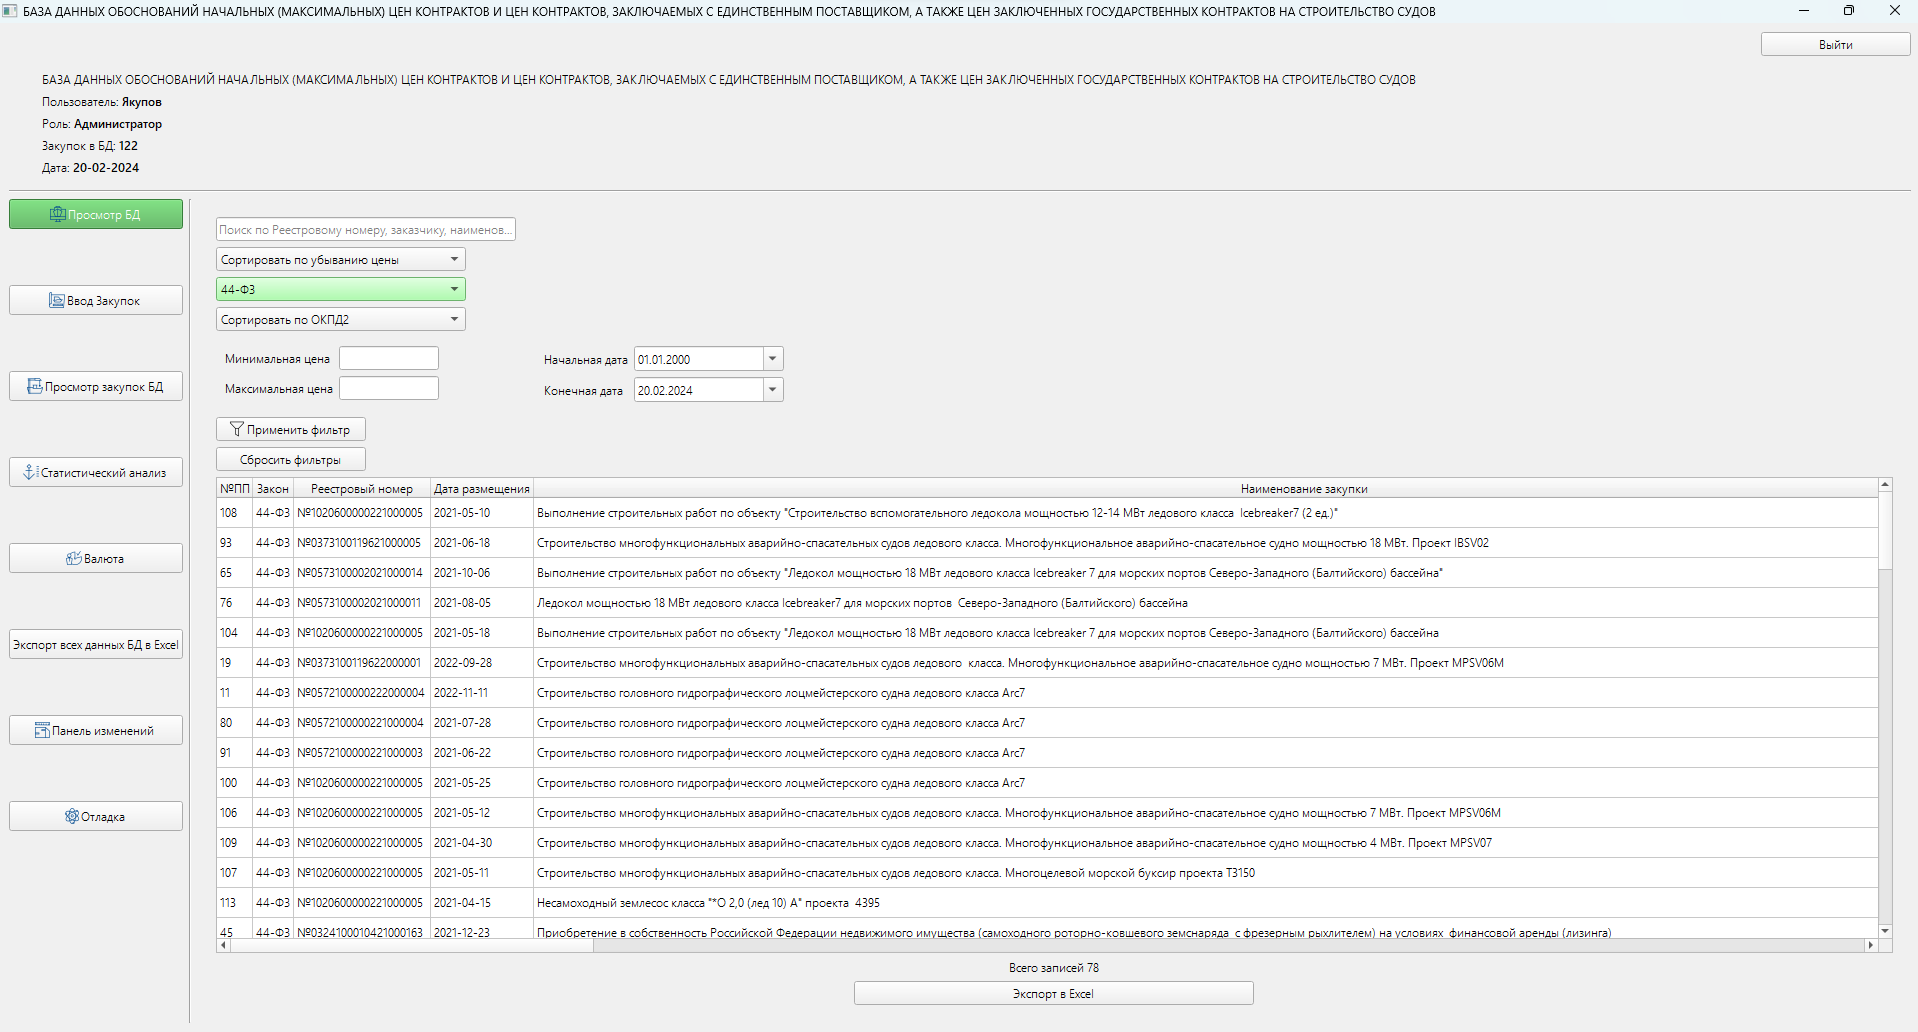 БАЗА ДАННЫХ ОБОСНОВАНИЙ НАЧАЛЬНЫХ (МАКСИМАЛЬНЫХ) ЦЕН КОНТРАКТОВ И ЦЕН КОНТРАКТОВ, ЗАКЛЮЧАЕМЫХ С ЕДИНСТВЕННЫМ ПОСТАВЩИКОМ, А ТАКЖЕ ЦЕН ЗАКЛЮЧЕННЫХ ГОСУДАРСТВЕННЫХ КОНТРАКТОВ НА СТРОИТЕЛЬСТВО СУДОВ
Выйти
БАЗА ДАННЫХ ОБОСНОВАНИЙ НАЧАЛЬНЫХ (МАКСИМАЛЬНЫХ) ЦЕН КОНТРАКТОВ И ЦЕН КОНТРАКТОВ, ЗАКЛЮЧАЕМЫХ С ЕДИНСТВЕННЫМ ПОСТАВЩИКОМ, А ТАКЖЕ ЦЕН ЗАКЛЮЧЕННЫХ ГОСУДАРСТВЕННЫХ КОНТРАКТОВ НА СТРОИТЕЛЬСТВО СУДОВ
Пользователь: Якупов
Роль: Администратор
Закупок в БД: 122
Дата: 20-02-2024
Просмотр БД
Ввод Закупок
Просмотр закупок БД
Статистический анализ
Валюта
Экспорт всех данных БД в Excel
Панель изменений
Отладка
Поиск по Реестровому номеру, заказчику, наименов...
Сортировать по убыванию цены
44-ФЗ
Сортировать по ОКПД2
Минимальная цена
Начальная дата 01.01.2000
Максимальная цена
Конечная дата 20.02.2024
Применить фильтр
Сбросить фильтры
№ПП Закон Реестровый номер Дата размещения Наименование закупки
108 44-ФЗ №1020600000221000005 2021-05-10 Выполнение строительных работ по объекту "Строительство вспомогательного ледокола мощностью 12-14 МВт ледового класса Icebreaker7 (2 ед.)"
93 44-ФЗ №0373100119621000005 2021-06-18 Строительство многофункциональных аварийно-спасательных судов ледового класса. Многофункциональное аварийно-спасательное судно мощностью 18 МВт. Проект IBSV02
65 44-ФЗ №0573100002021000014 2021-10-06 Выполнение строительных работ по объекту "Ледокол мощностью 18 МВт ледового класса Icebreaker 7 для морских портов Северо-Западного (Балтийского) бассейна"
76 44-ФЗ №0573100002021000011 2021-08-05 Ледокол мощностью 18 МВт ледового класса Icebreaker7 для морских портов Северо-Западного (Балтийского) бассейна
104 44-ФЗ №1020600000221000005 2021-05-18 Выполнение строительных работ по объекту "Ледокол мощностью 18 МВт ледового класса Icebreaker 7 для морских портов Северо-Западного (Балтийского) бассейна
19 44-ФЗ №0373100119622000001 2022-09-28 Строительство многофункциональных аварийно-спасательных судов ледового класса. Многофункциональное аварийно-спасательное судно мощностью 7 МВт. Проект MPSV06M
11 44-ФЗ №0572100000222000004 2022-11-11 Строительство головного гидрографического лоцмейстерского судна ледового класса Arc7
80 44-ФЗ №0572100000221000004 2021-07-28 Строительство головного гидрографического лоцмейстерского судна ледового класса Arc7
91 44-ФЗ №0572100000221000003 2021-06-22 Строительство головного гидрографического лоцмейстерского судна ледового класса Arc7
100 44-ФЗ №1020600000221000005 2021-05-25 Строительство головного гидрографического лоцмейстерского судна ледового класса Arc7
106 44-ФЗ №1020600000221000005 2021-05-12 Строительство многофункциональных аварийно-спасательных судов ледового класса. Многофункциональное аварийно-спасательное судно мощностью 7 МВт. Проект MPSV06M
109 44-ФЗ №1020600000221000005 2021-04-30 Строительство многофункциональных аварийно-спасательных судов ледового класса. Многофункциональное аварийно-спасательное судно мощностью 4 МВт. Проект MPSV07
107 44-ФЗ №1020600000221000005 2021-05-11 Строительство многофункциональных аварийно-спасательных судов ледового класса. Многоцелевой морской буксир проекта Т3150
113 44-ФЗ №1020600000221000005 2021-04-15 Несамоходный землесос класса "*О 2,0 (лед 10) А" проекта 4395
45 44-ФЗ №0324100010421000163 2021-12-23 Приобретение в собственность Российской Федерации недвижимого имущества (самоходного роторно-ковшевого земснаряда с фрезерным рыхлителем) на условиях финансовой аренды (лизинга)
Всего записей 78
Экспорт в Excel